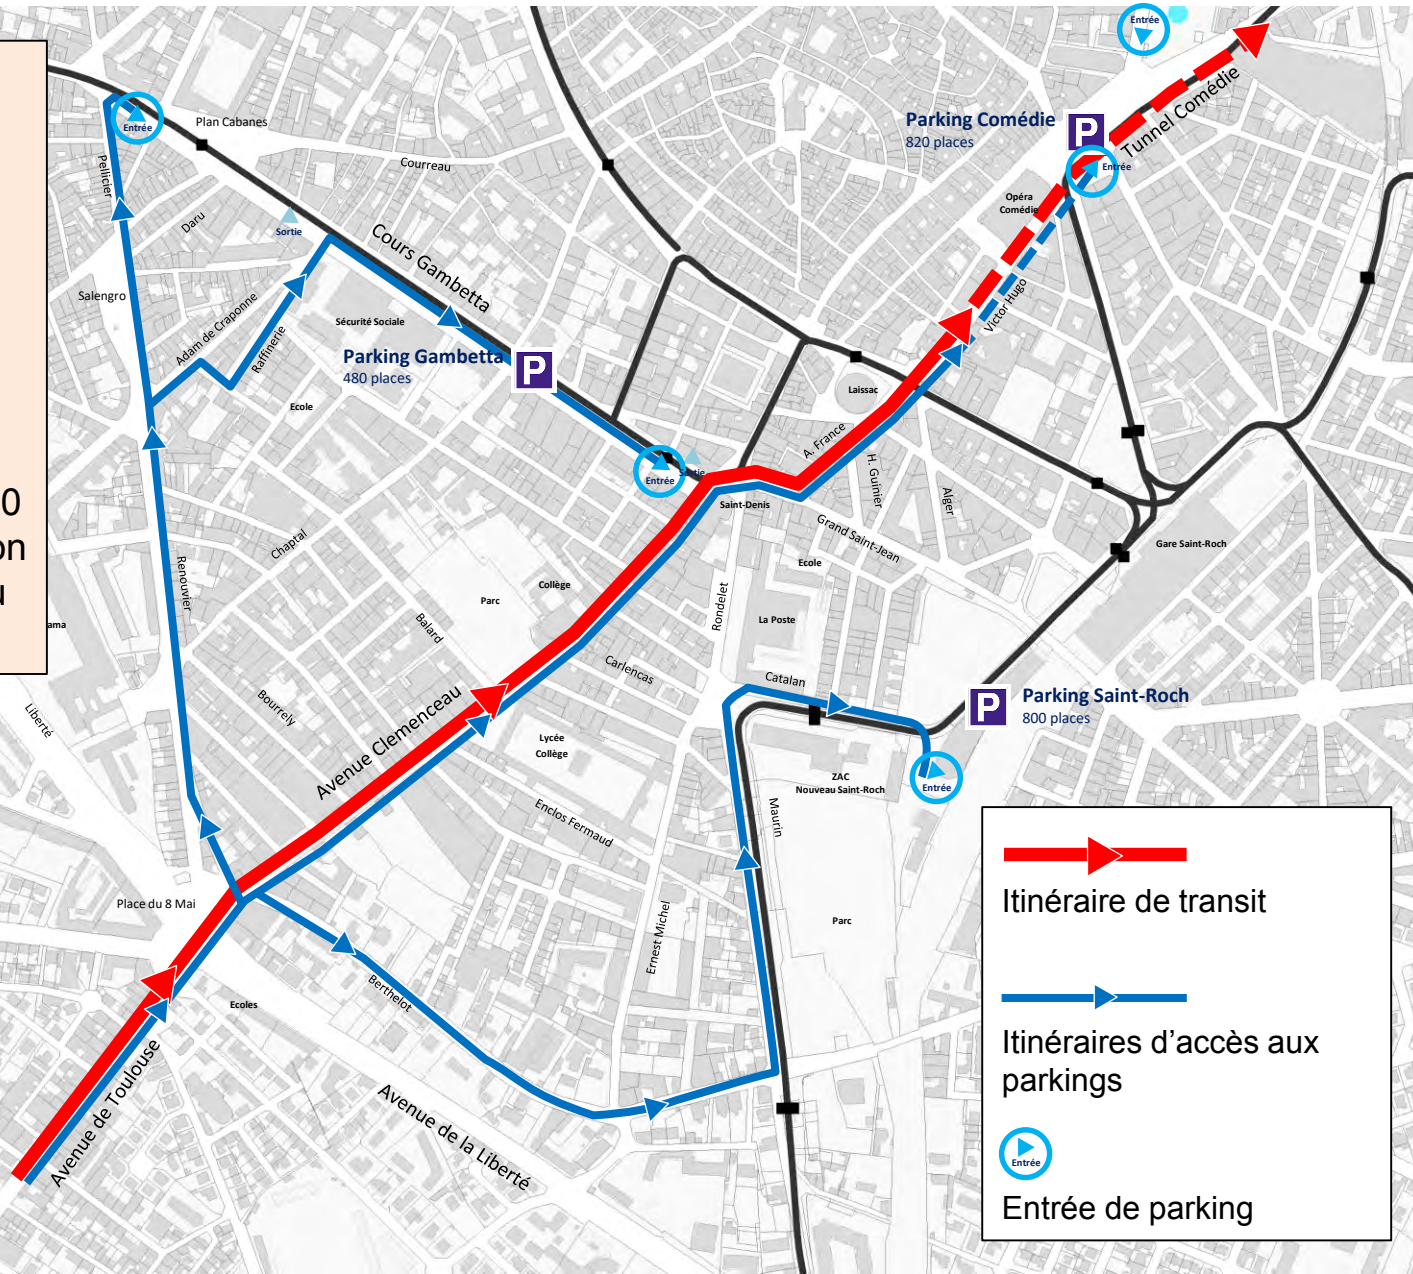 Entrée
Entrée
Plan Cabanes
Courreau
Pellicier
Daru
Sortie
Salengro
Cours Gambetta
Adam de Craponne
Raffinerie
Sécurité Sociale
Parking Gambetta
480 places
P
Ecole
Parking Comédie
820 places
P
Tunnel Comédie
Entrée
Opéra
Comédie
Victor Hugo
Laissac
A. France
H. Guinier
Alger
Entrée
Sortie
Saint-Denis
Grand Saint-Jean
Gare Saint-Roch
Ecole
0
on
u
ama
Chaptal
Renouvier
Collège
Parc
Balard
Rondelet
La Poste
Carlencas
Catalan
Bourrely
Liberté
Avenue Clemenceau
Lycée
Collège
P
Parking Saint-Roch
800 places
ZAC
Nouveau Saint-Roch
Entrée
Maurin
Enclos Fermaud
Place du 8 Mai
Ernest Michel
Parc
Ecoles
Berthelot
Avenue de Toulouse
Avenue de la Liberté
Itinéraire de transit
Itinéraires d'accès aux
parkings
Entrée
Entrée de parking